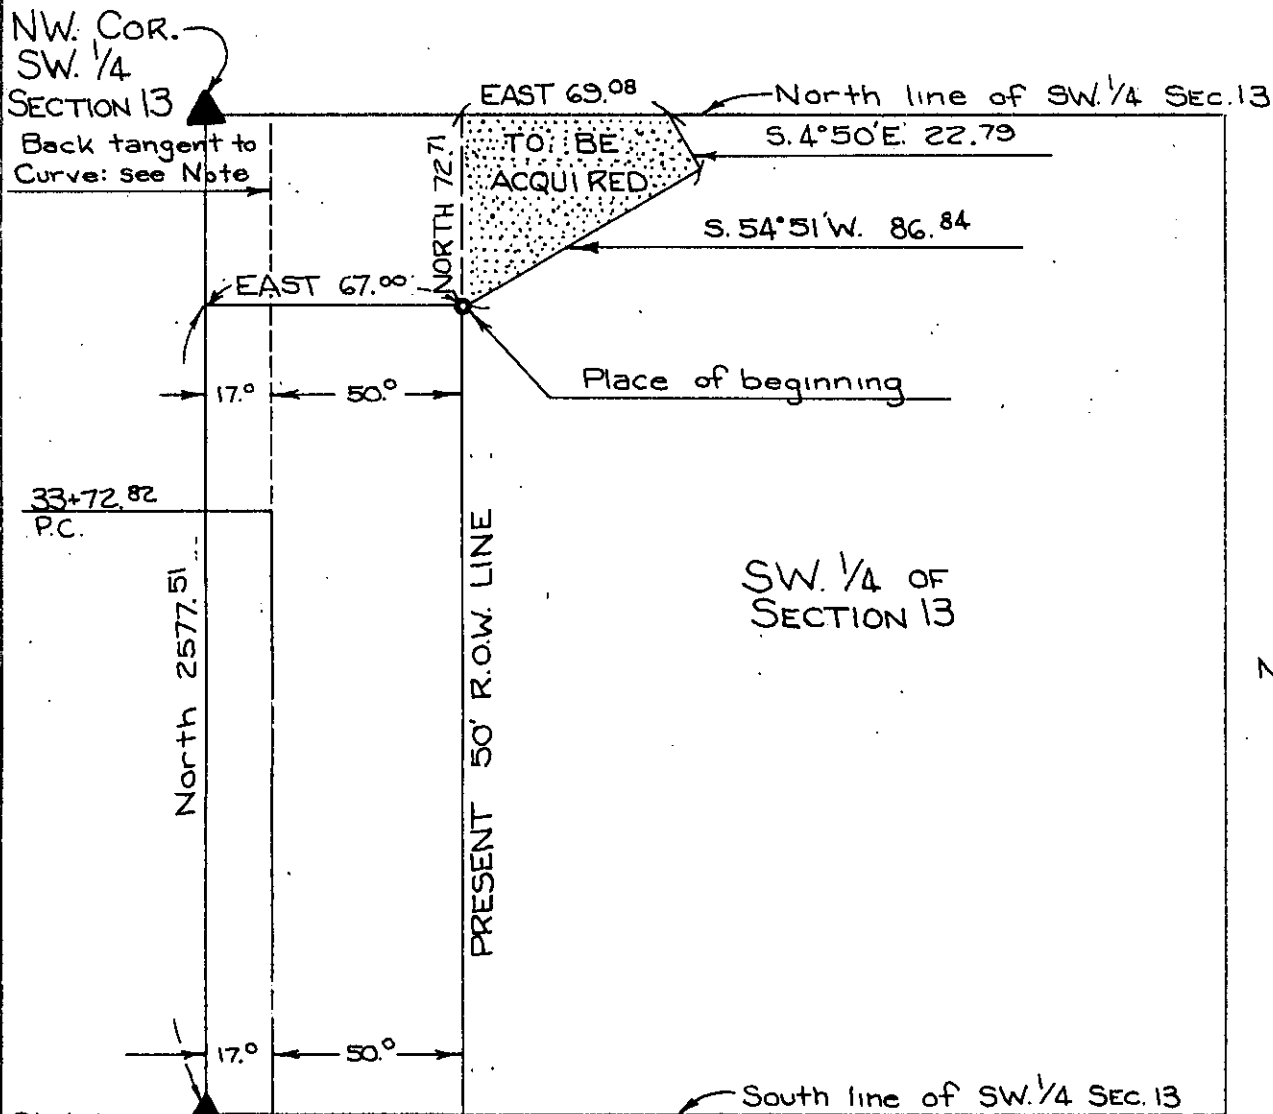 NW. COR.
SW. 1/4
SECTION 13
EAST 69.08
North line of SW. 1/4 SEC. 13
Back tangent to
Curve: see Note
NORTH 72.71
TO BE
ACQUIRED
S. 4°50'E. 22.79
S. 54°51'W. 86.84
EAST 67.00
Place of beginning
17.0
50.0
33+72.82
P.C.
North 2577.51
PRESENT 50' R.O.W. LINE
SW. 1/4 OF
SECTION 13
17.0
50.0
South line of SW. 1/4 SEC. 13